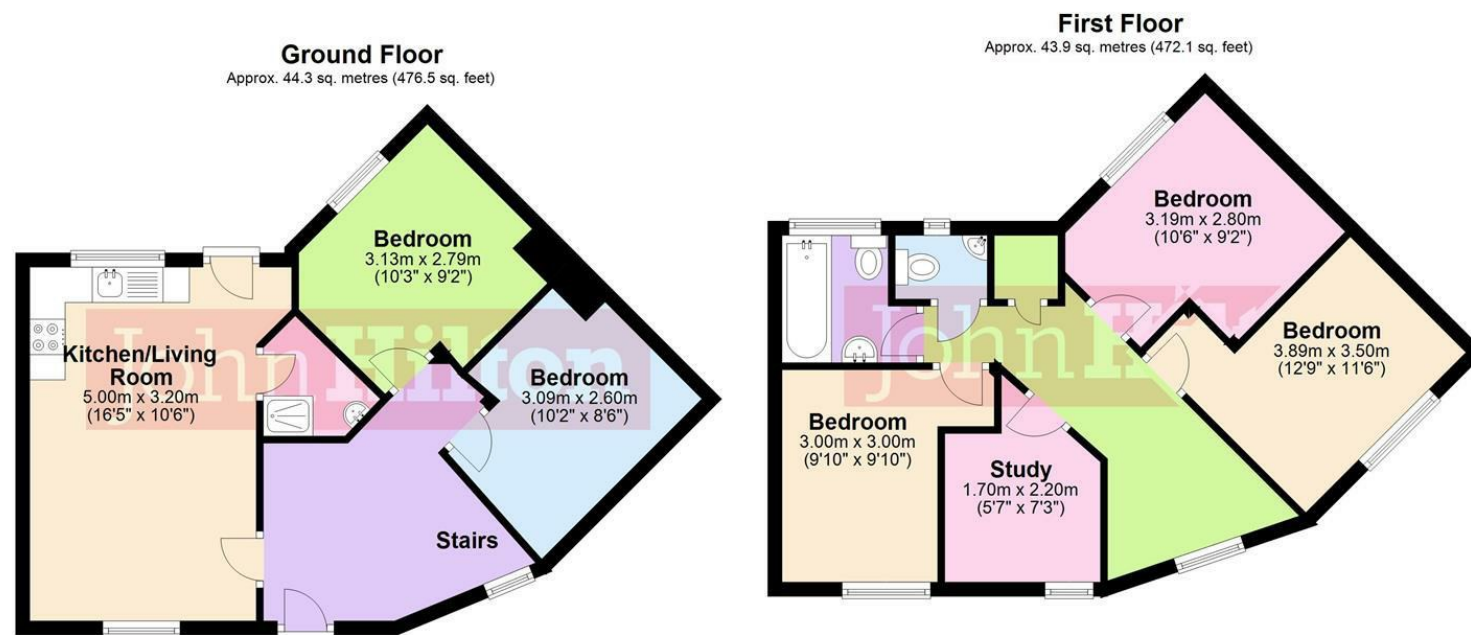 Ground Floor
Approx. 44.3 sq. metres (476.5 sq. feet)
Bedroom
3.13m x 2.79m
(10'3" x 9'2")
Kitchen/Living
Room
5.00m x 3.20m
(16'5" x 10'6")
Bedroom
3.09m x 2.60m
(10'2" x 8'6")
Stairs
John Hilton
First Floor
Approx. 43.9 sq. metres (472.1 sq. feet)
Bedroom
3.19m x 2.80m
(10'6" x 9'2")
Bedroom
3.89m x 3.50m
(12'9" x 11'6")
Bedroom
3.00m x 3.00m
(9'10" x 9'10")
Study
1.70m x 2.20m
(5'7" x 7'3")
John